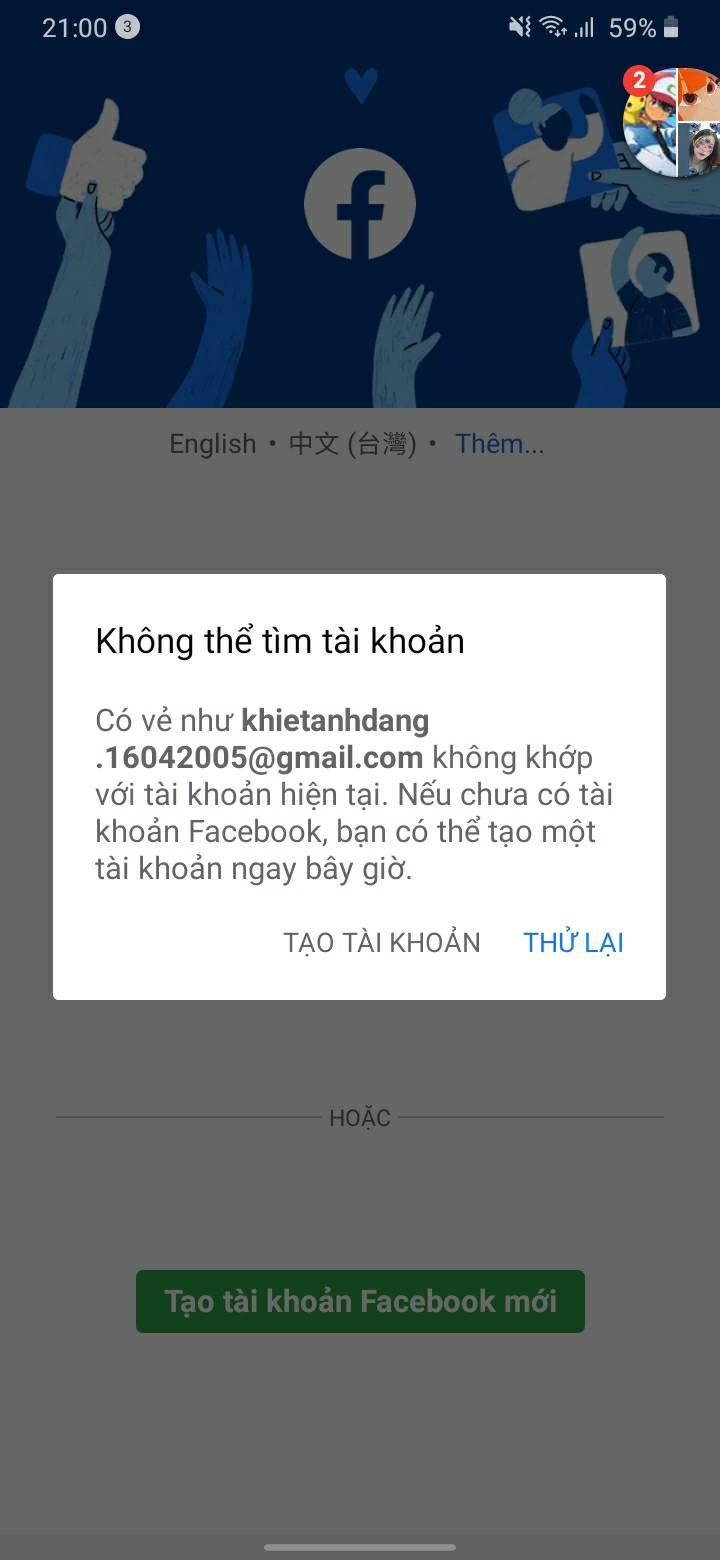 21:00 3 59%
2
English • 中文 (台灣) • Thêm...
Không thể tìm tài khoản
Có vẻ như khietanhdang
.16042005@gmail.com không khớp
với tài khoản hiện tại. Nếu chưa có tài
khoản Facebook, bạn có thể tạo một
tài khoản ngay bây giờ.
TẠO TÀI KHOẢN THỬ LẠI
HOẶC
Tạo tài khoản Facebook mới